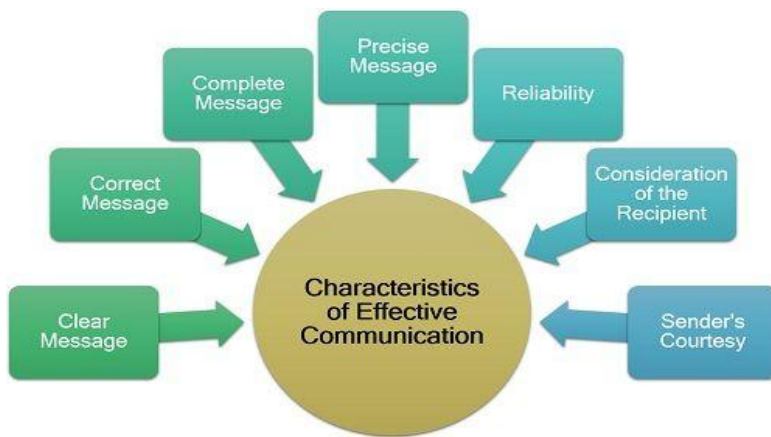 Clear
Message
Correct
Message
Complete
Message
Precise
Message
Reliability
Consideration
of the
Recipient
Sender's
Courtesy
Characteristics
of Effective
Communication